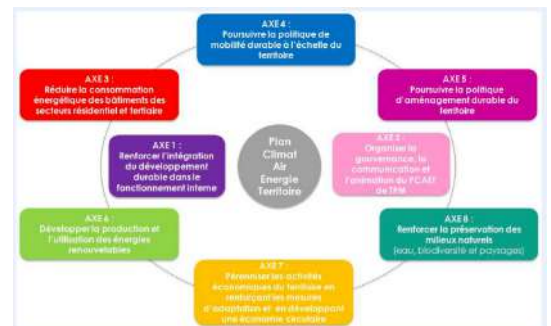 AXE 4 :
Poursuivre la politique de
mobilité durable à l'échelle du
territoire
AXE 3 :
Réduire la consommation
énergétique des bâtiments des
secteurs résidentiel et tertiaire
AXE 5 :
Poursuivre la politique
d'aménagement durable du
territoire
AXE 1 :
Renforcer l'intégration
du développement
durable dans le
fonctionnement interne
Plan
Climat
Air
Energie
Territoire
AXE 2 :
Organiser la
gouvernance, la
communication et
l'animation du PCAET
de TPM
AXE 6 :
Développer la production et
l'utilisation des énergies
renouvelables
AXE 8 :
Renforcer la préservation des
milieux naturels
(eau, biodiversité et paysages)
AXE 7 :
Pérenniser les activités
économiques du territoire en
renforçant les mesures
d'adaptation et en développant
une économie circulaire